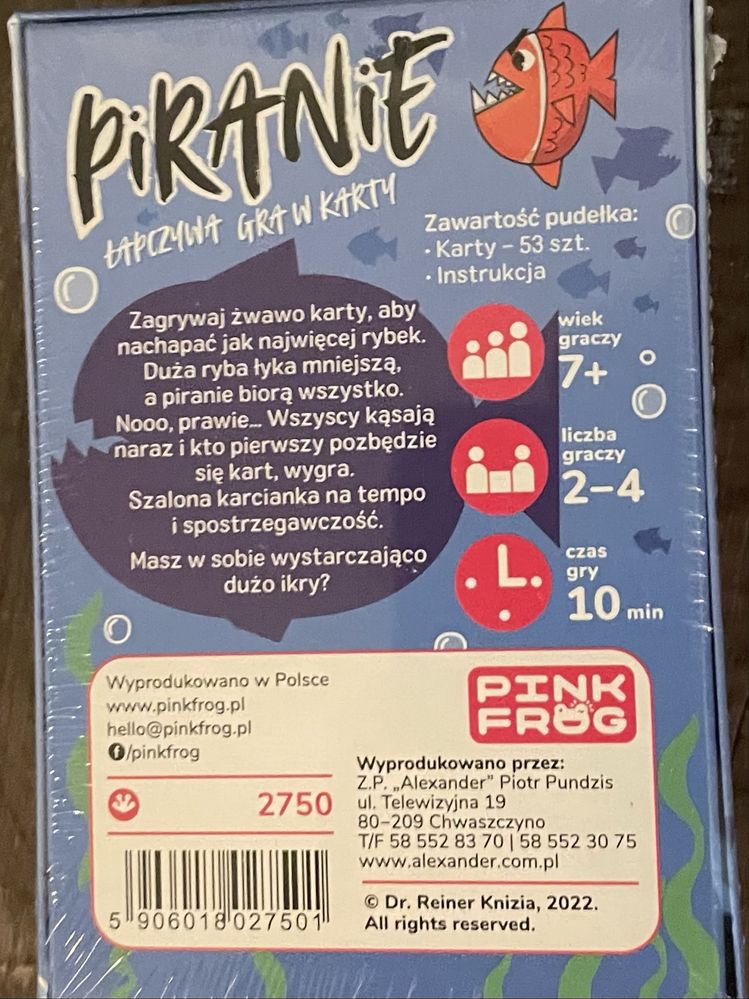 PiRANiE
ŁAPCZYWA GRA W KARTY
Zawartość pudełka:
· Karty – 53 szt.
· Instrukcja
Zagrywaj żwawo karty, aby
nachapać jak najwięcej rybek.
Duża ryba łyka mniejszą,
a piranie biorą wszystko.
Nooo, prawie... Wszyscy kąsają
naraz i kto pierwszy pozbędzie
się kart, wygra.
Szalona karcianka na tempo
i spostrzegawczość.
Masz w sobie wystarczająco
dużo ikry?
wiek
graczy
7+
liczba
graczy
2–4
czas
gry
10 min
Wyprodukowano w Polsce
www.pinkfrog.pl
hello@pinkfrog.pl
/pinkfrog
2750
5 906018 027501
PINK
FROG
Wyprodukowano przez:
Z.P. „Alexander” Piotr Pundzis
ul. Telewizyjna 19
80–209 Chwaszczyno
T/F 58 552 83 70 | 58 552 30 75
www.alexander.com.pl
© Dr. Reiner Knizia, 2022.
All rights reserved.